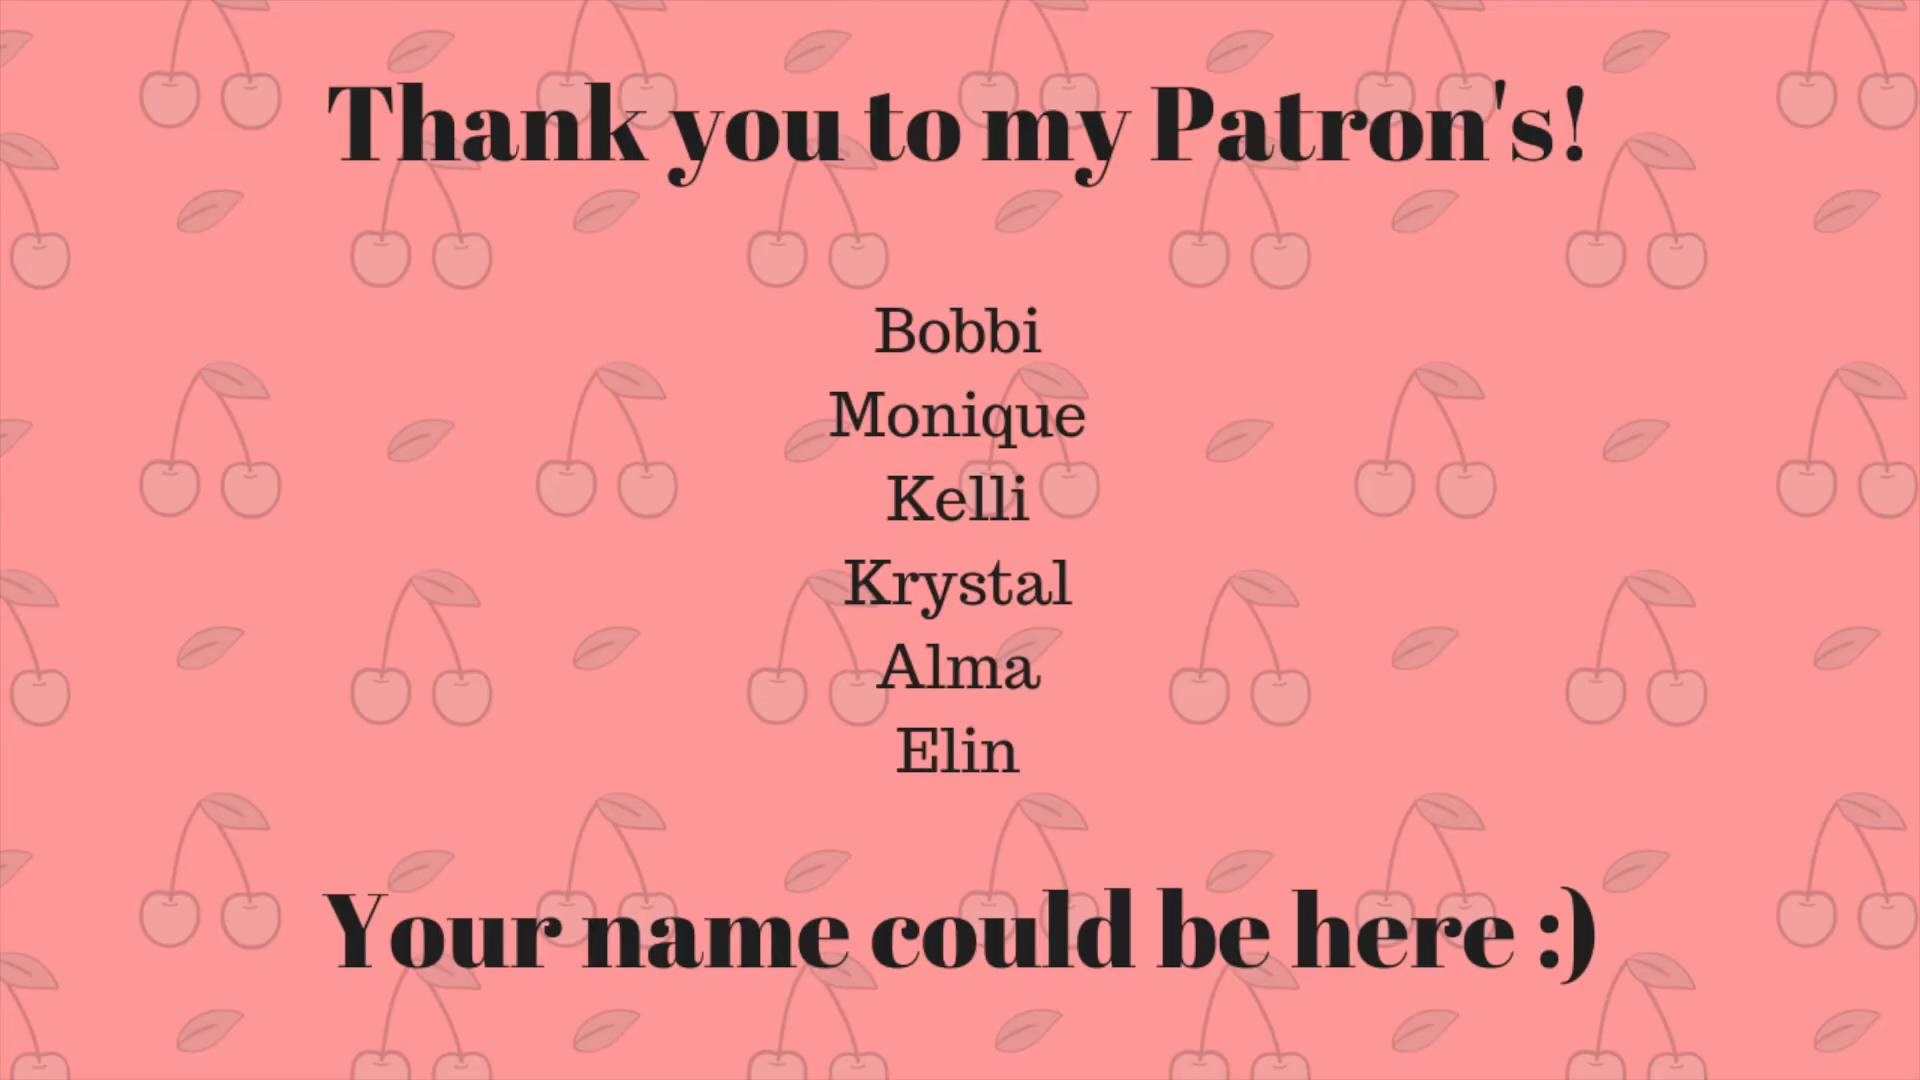 Thank you to my Patron's!
Bobbi
Monique
Kelli
Krystal
Alma
Elin
Your name could be here :)